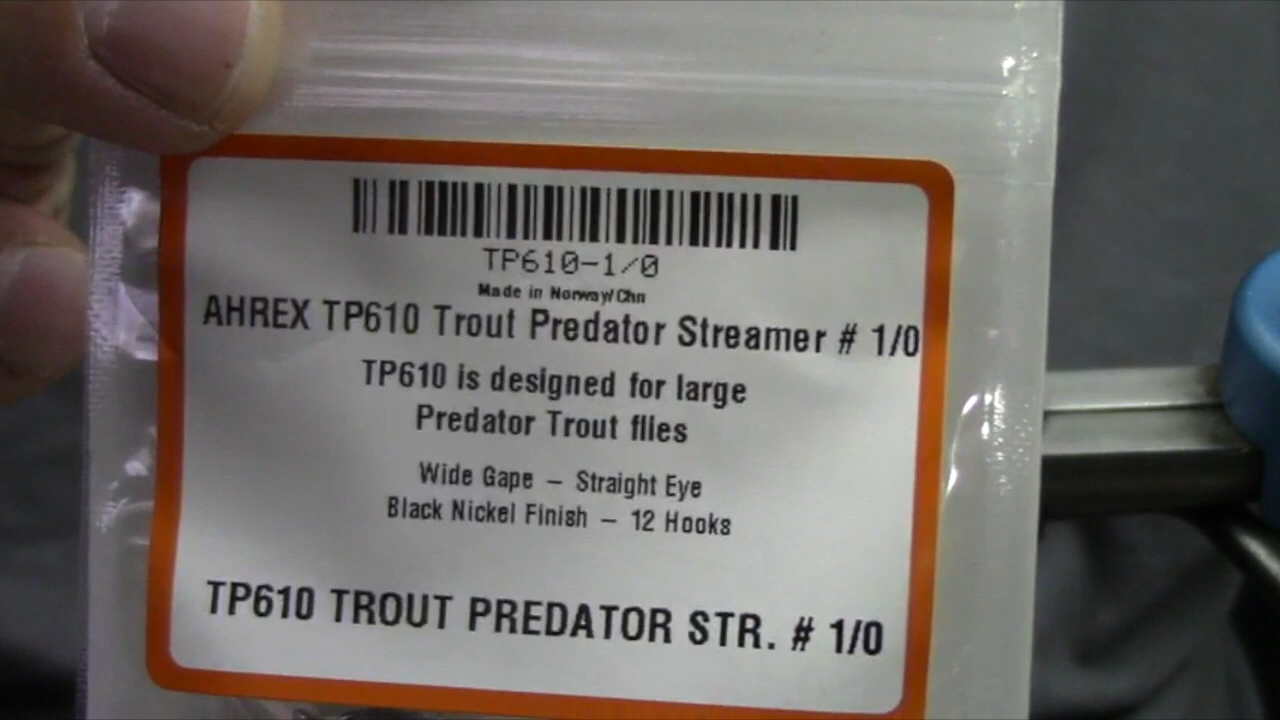 TP610-1/0
Made in Norway/Chn
AHREX TP610 Trout Predator Streamer # 1/0
TP610 is designed for large
Predator Trout flies
Wide Gape – Straight Eye
Black Nickel Finish – 12 Hooks
TP610 TROUT PREDATOR STR. # 1/0